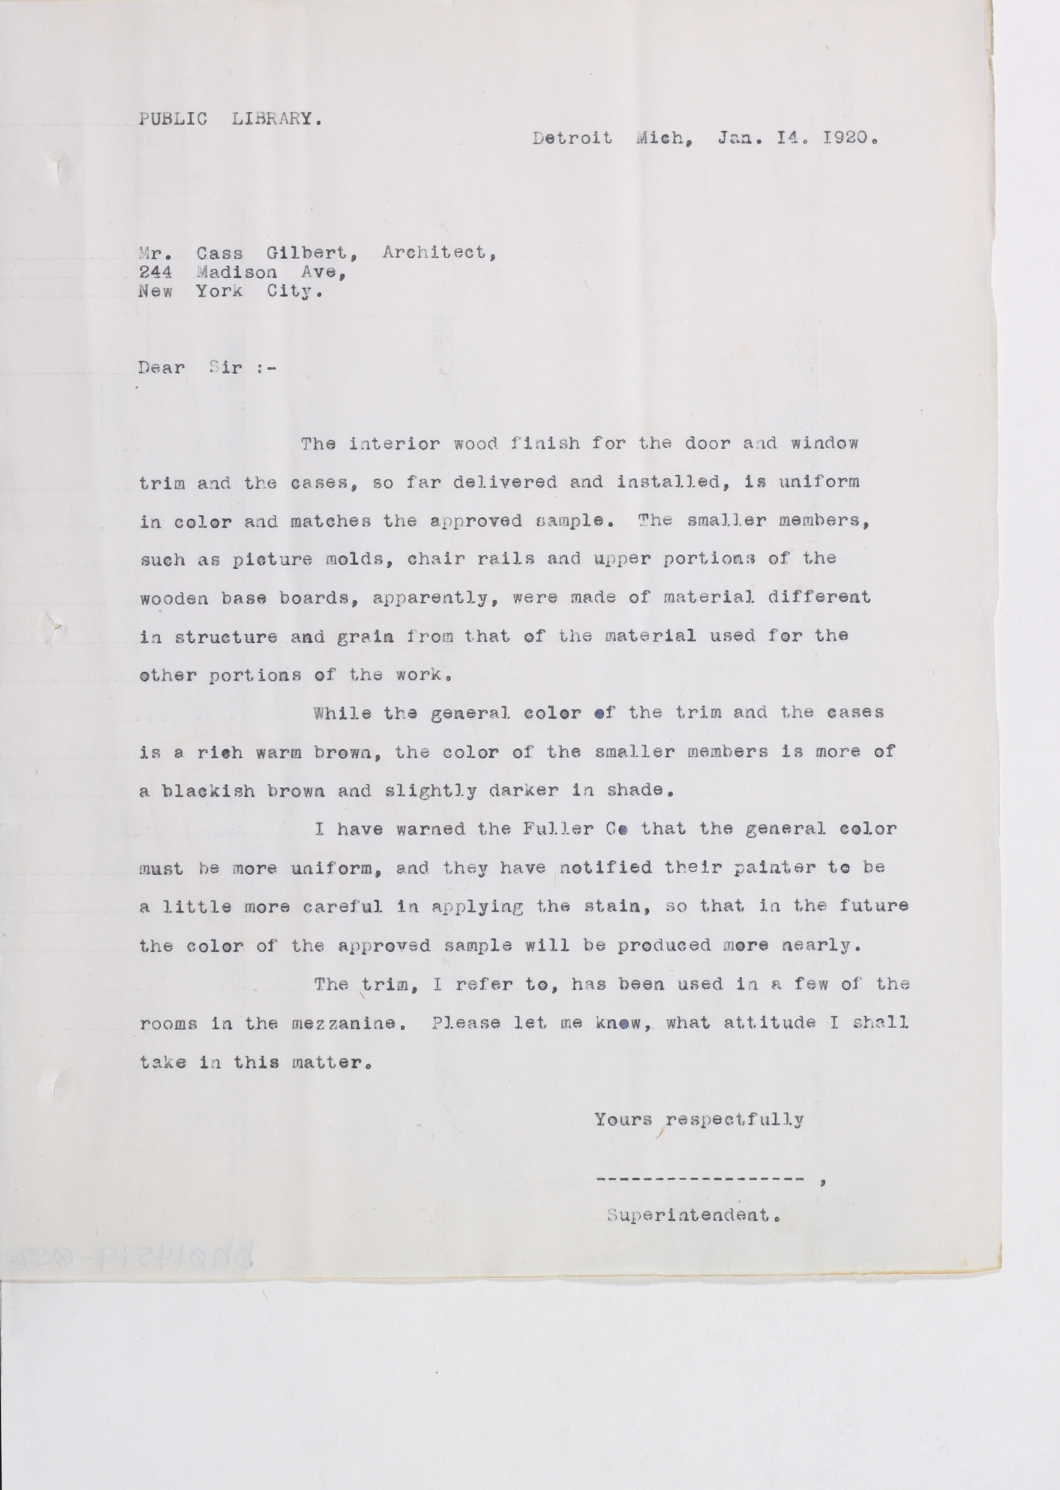 PUBLIC LIBRARY.
Detroit Mich, Jan. I4. I920.
Mr. Cass Gilbert, Architect,
244 Madison Ave,
New York City.
Dear Sir :-
The interior wood finish for the door and window
trim and the cases, so far delivered and installed, is uniform
in color and matches the approved sample. The smaller members,
such as picture molds, chair rails and upper portions of the
wooden base boards, apparently, were made of material different
in structure and grain from that of the material used for the
other portions of the work.
While the general color of the trim and the cases
is a rich warm brown, the color of the smaller members is more of
a blackish brown and slightly darker in shade.
I have warned the Fuller Co that the general color
must be more uniform, and they have notified their painter to be
a little more careful in applying the stain, so that in the future
the color of the approved sample will be produced more nearly.
The trim, I refer to, has been used in a few of the
rooms in the mezzanine. Please let me know, what attitude I shall
take in this matter.
Yours respectfully
------------------ ,
Superintendent.